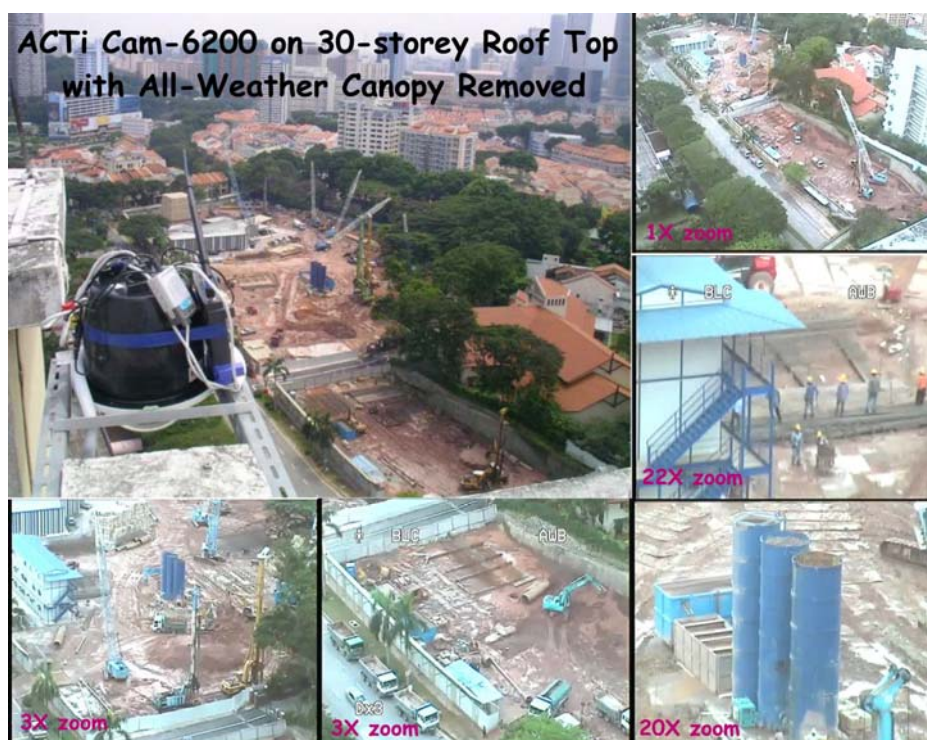 ACTi Cam-6200 on 30-storey Roof Top
with All-Weather Canopy Removed
1X zoom
BLC AWB
22X zoom
3X zoom
BLC AWB
Dx3
3X zoom
20X zoom